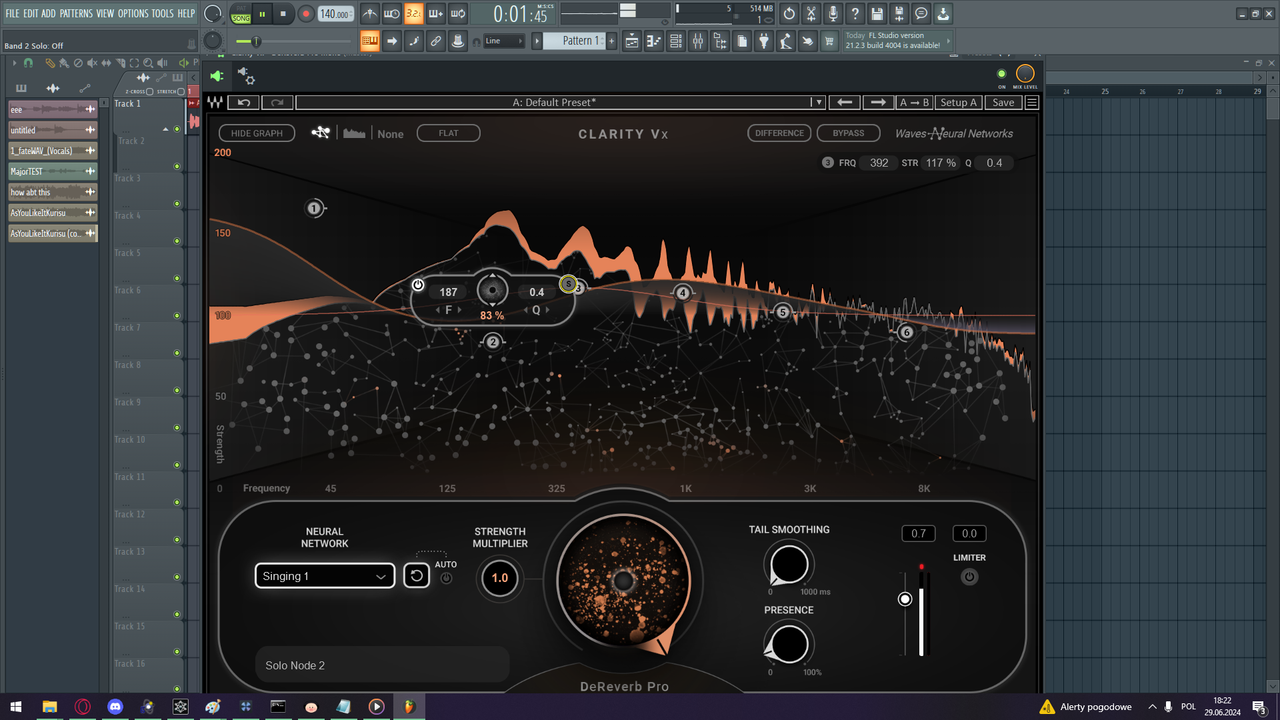 FILE EDIT ADD PATTERNS VIEW OPTIONS TOOLS HELP
SONG
140.000
3.2.
0:01:45
M:S:CS
5
514 MB
1
Band 2 Solo: Off
Line
Pattern 1
Today FL Studio version
21.2.3 build 4004 is available!
Z-CROSS STRETCH
ON
MIX LEVEL
eee
untitled
1_fateWAV_(Vocals)
MajorTEST
how abt this
AsYouLikeItKurisu
AsYouLikeItKurisu (co..
Track 1
Track 2
Track 3
Track 4
Track 5
Track 6
Track 7
Track 8
Track 9
Track 10
Track 11
Track 12
Track 13
Track 14
Track 15
Track 16
24 25 26 27 28 29
A: Default Preset*
A → B
Setup A
Save
HIDE GRAPH
None
FLAT
CLARITY Vx
DIFFERENCE
BYPASS
Waves Neural Networks
3 FRQ 392 STR 117 % Q 0.4
200
150
100
50
0
Strength
1
187
0.4
F
83 %
Q
S
3
2
4
5
6
Frequency 45 125 325 1K 3K 8K
NEURAL
NETWORK
Singing 1
AUTO
STRENGTH
MULTIPLIER
1.0
Solo Node 2
TAIL SMOOTHING
0 1000 ms
PRESENCE
0 100%
0.7
0.0
LIMITER
DeReverb Pro
Alerty pogodowe
POL
18:22
29.06.2024
3